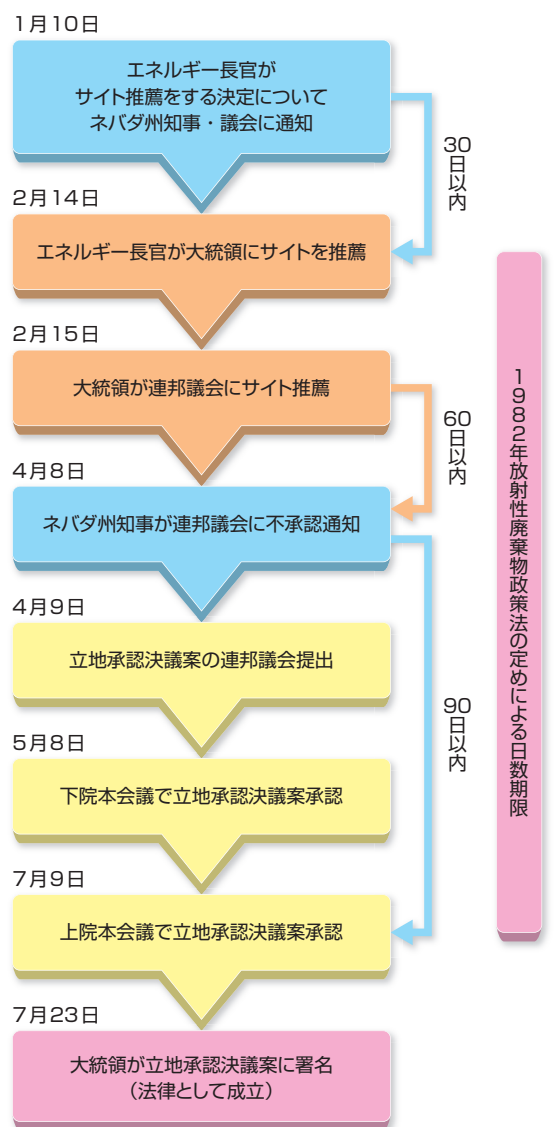 1月10日
エネルギー長官が
サイト推薦をする決定について
ネバダ州知事・議会に通知
30日以内
2月14日
エネルギー長官が大統領にサイトを推薦
2月15日
大統領が連邦議会にサイト推薦
60日以内
4月8日
ネバダ州知事が連邦議会に不承認通知
4月9日
立地承認決議案の連邦議会提出
90日以内
5月8日
下院本会議で立地承認決議案承認
7月9日
上院本会議で立地承認決議案承認
7月23日
大統領が立地承認決議案に署名
（法律として成立）
1982年放射性廃棄物政策法の定めによる日数期限